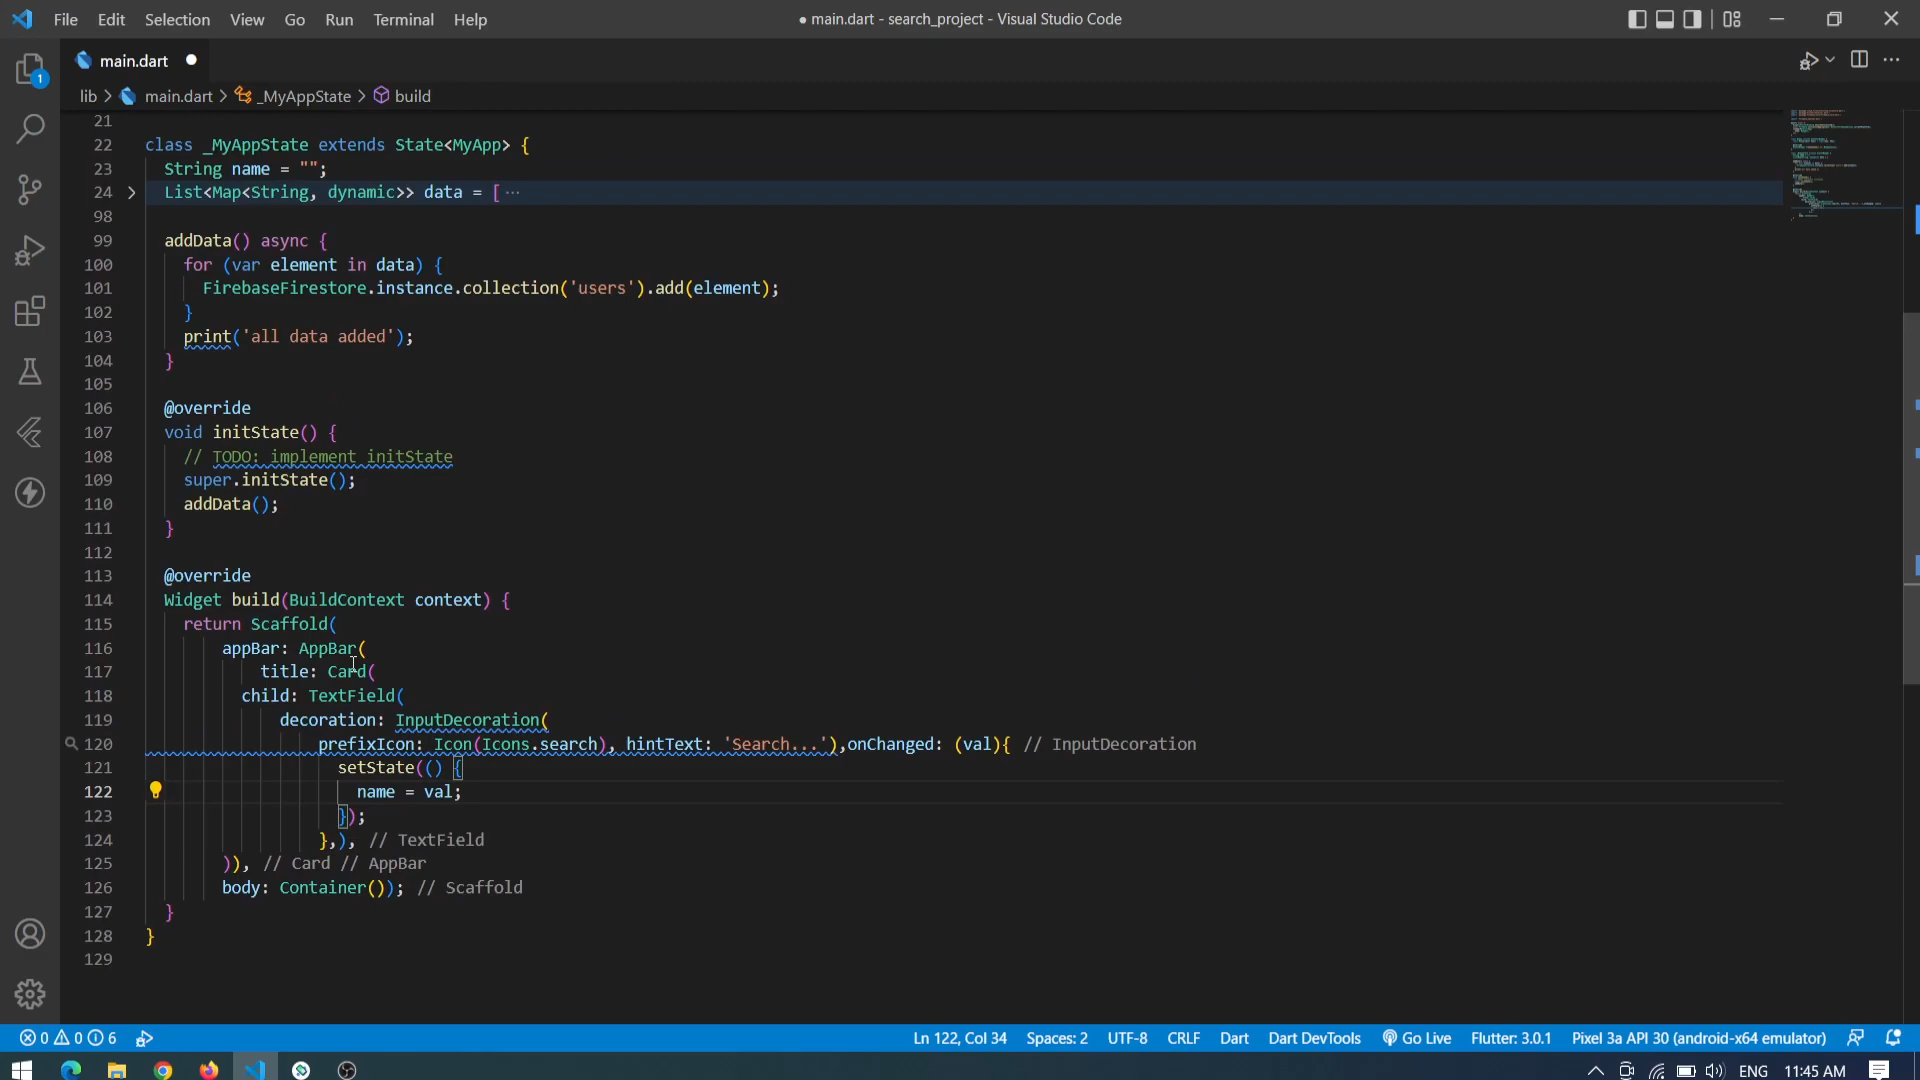 File Edit Selection View Go Run Terminal Help
● main.dart - search_project - Visual Studio Code
1
main.dart
lib > main.dart > _MyAppState > build
21
22 class _MyAppState extends State<MyApp> {
23 String name = "";
24 List<Map<String, dynamic>> data = [ ···
98
99 addData() async {
100 for (var element in data) {
101 FirebaseFirestore.instance.collection('users').add(element);
102 }
103 print('all data added');
104 }
105
106 @override
107 void initState() {
108 // TODO: implement initState
109 super.initState();
110 addData();
111 }
112
113 @override
114 Widget build(BuildContext context) {
115 return Scaffold(
116 appBar: AppBar(
117 title: Card(
118 child: TextField(
119 decoration: InputDecoration(
120 prefixIcon: Icon(Icons.search), hintText: 'Search...'),onChanged: (val){ // InputDecoration
121 setState(() {
122 name = val;
123 });
124 },), // TextField
125 )), // Card // AppBar
126 body: Container()); // Scaffold
127 }
128 }
129
0 0 6 Ln 122, Col 34 Spaces: 2 UTF-8 CRLF Dart Dart DevTools Go Live Flutter: 3.0.1 Pixel 3a API 30 (android-x64 emulator)
ENG 11:45 AM